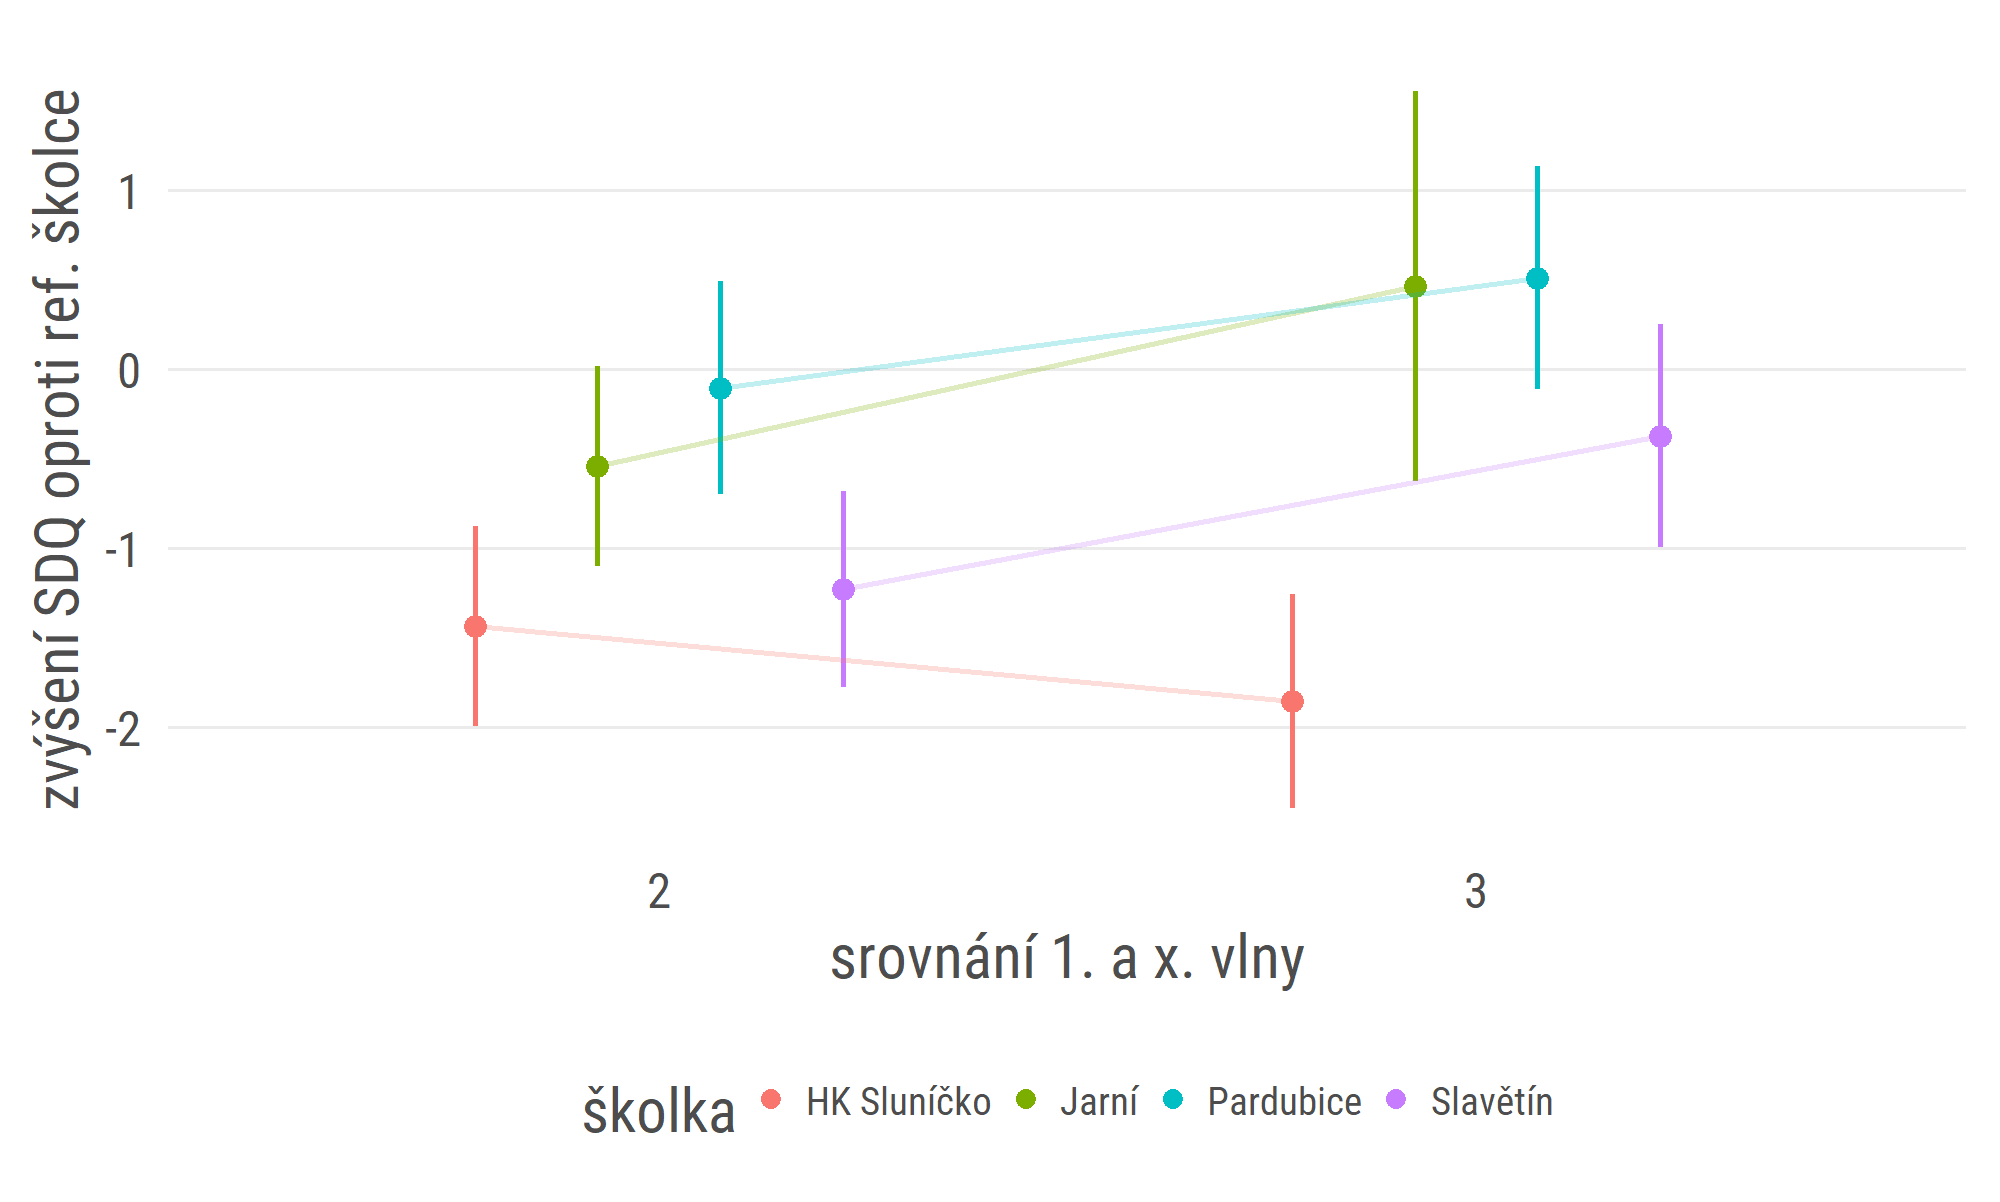 zvýšení SDQ oproti ref. školce
1
0
-1
-2
2 3
srovnání 1. a x. vlny
školka HK Sluníčko Jarní Pardubice Slavětín